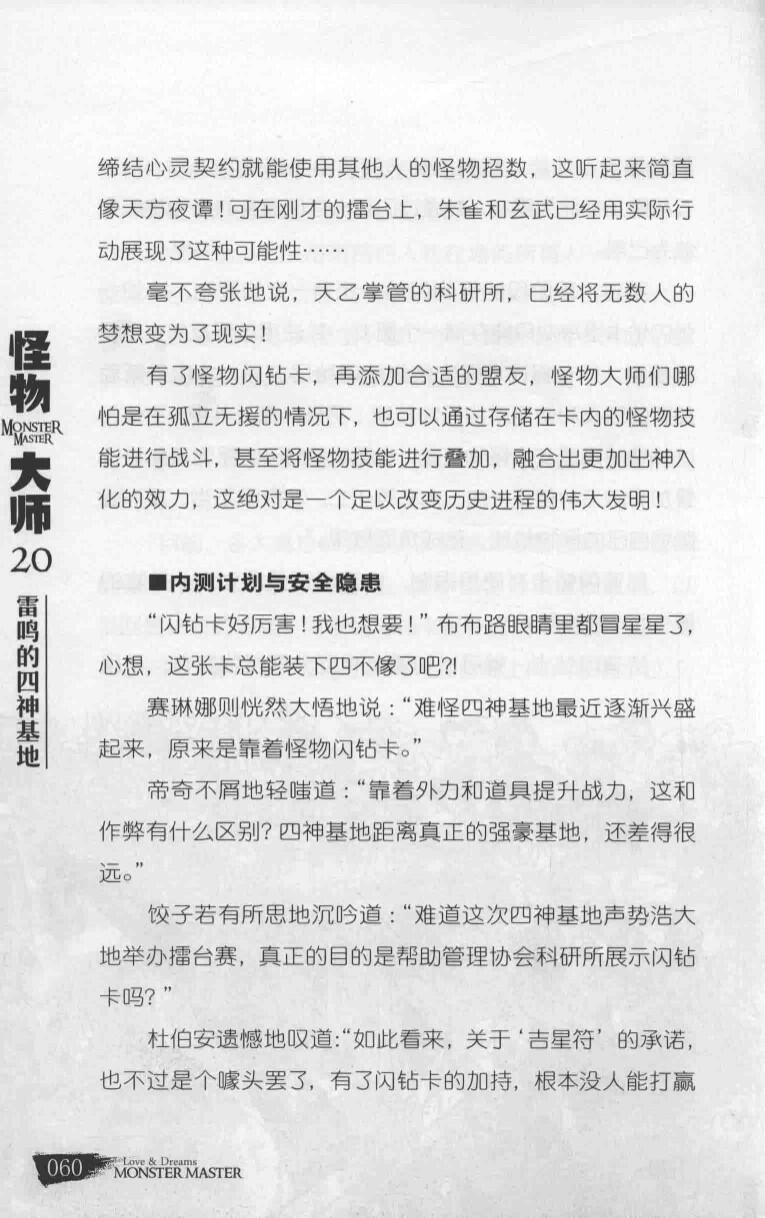 缔结心灵契约就能使用其他人的怪物招数，这听起来简直
像天方夜谭！可在刚才的擂台上，朱雀和玄武已经用实际行
动展现了这种可能性……
毫不夸张地说，天乙掌管的科研所，已经将无数人的
梦想变为了现实！
有了怪物闪钻卡，再添加合适的盟友，怪物大师们哪
怕是在孤立无援的情况下，也可以通过存储在卡内的怪物技
能进行战斗，甚至将怪物技能进行叠加，融合出更加出神入
化的效力，这绝对是一个足以改变历史进程的伟大发明！
■内测计划与安全隐患
“闪钻卡好厉害！我也想要！”布布路眼睛里都冒星星了，
心想，这张卡总能装下四不像了吧?!
赛琳娜则恍然大悟地说：“难怪四神基地最近逐渐兴盛
起来，原来是靠着怪物闪钻卡。”
帝奇不屑地轻嗤道：“靠着外力和道具提升战力，这和
作弊有什么区别？四神基地距离真正的强豪基地，还差得很
远。”
饺子若有所思地沉吟道：“难道这次四神基地声势浩大
地举办擂台赛，真正的目的是帮助管理协会科研所展示闪钻
卡吗？”
杜伯安遗憾地叹道：“如此看来，关于‘吉星符’的承诺，
也不过是个噱头罢了，有了闪钻卡的加持，根本没人能打赢
怪物
MONSTER
MASTER
大师
20
雷鸣的四神基地
060
Love & Dreams
MONSTER MASTER